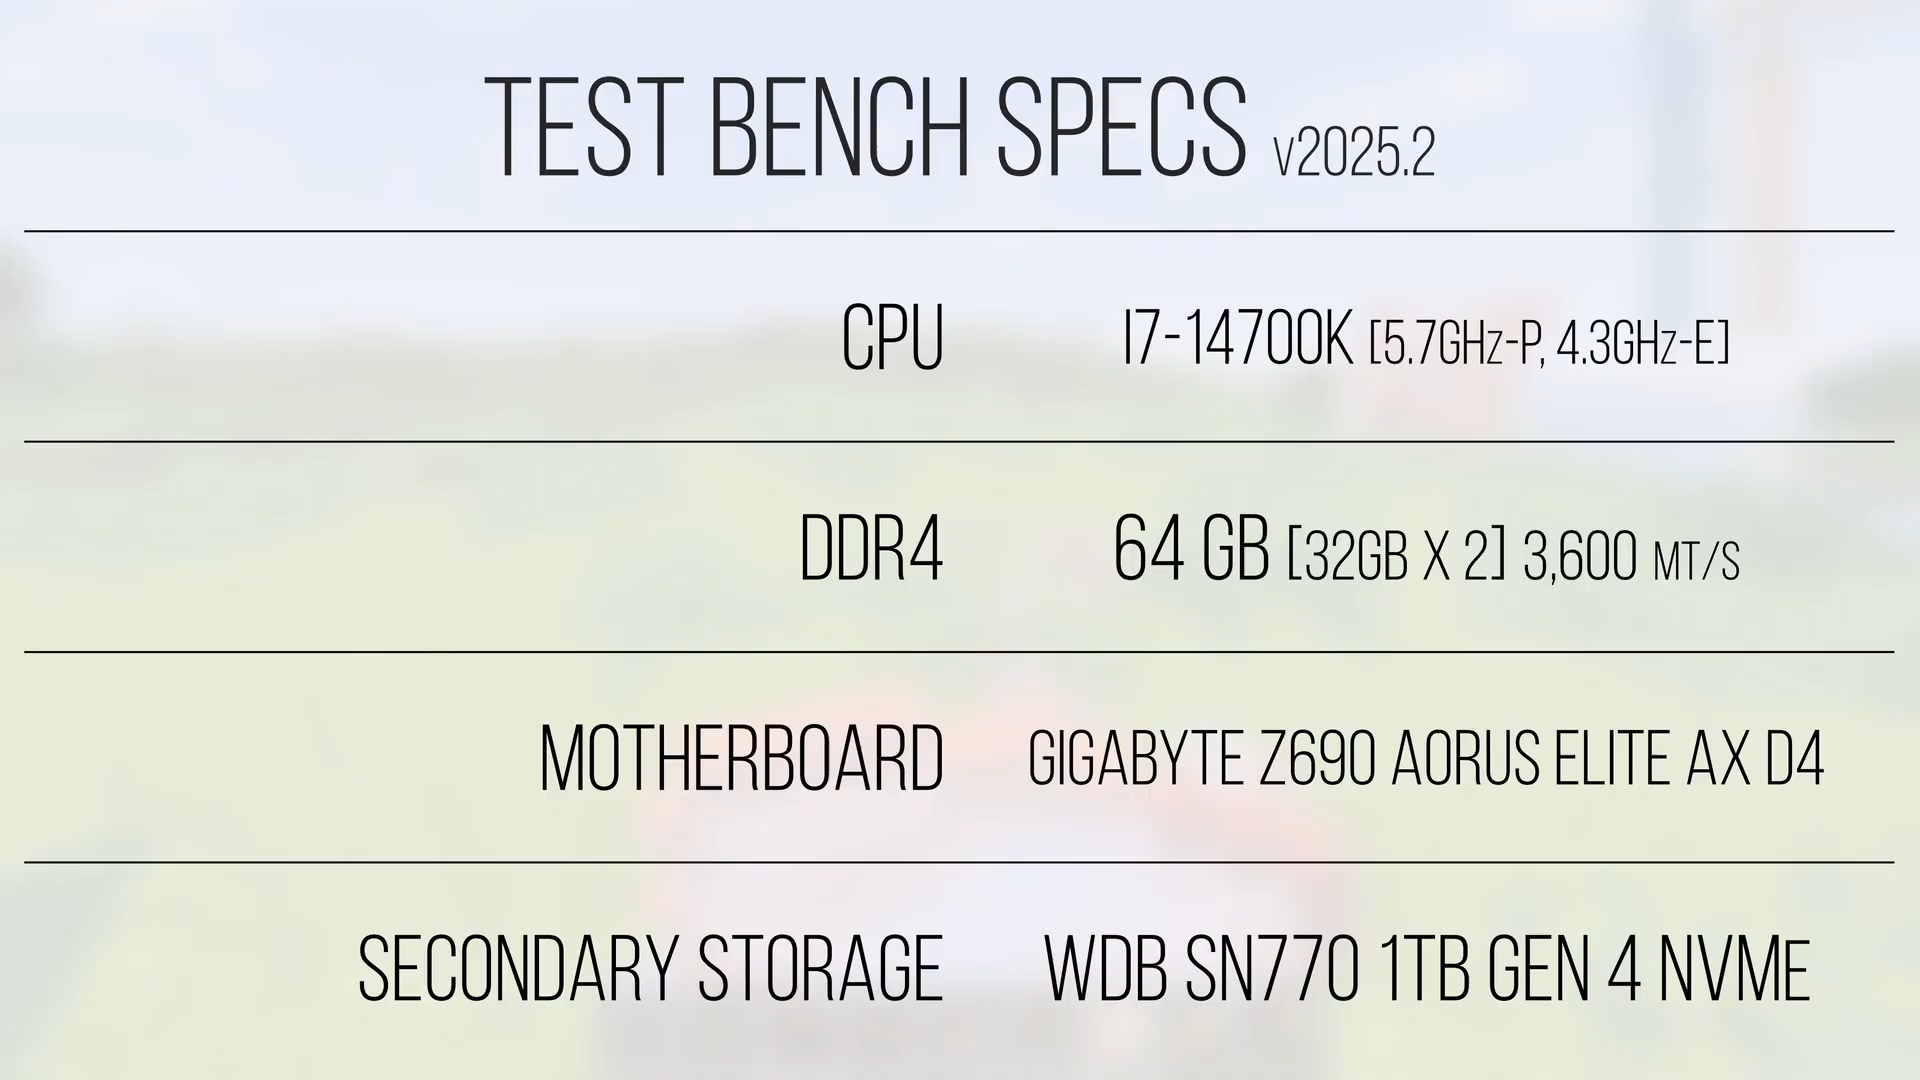 TEST BENCH SPECS v2025.2
CPU I7-14700K [5.7GHz-P, 4.3GHz-E]
DDR4 64 GB [32GB X 2] 3,600 MT/S
MOTHERBOARD GIGABYTE Z690 AORUS ELITE AX D4
SECONDARY STORAGE WDB SN770 1TB GEN 4 NVME